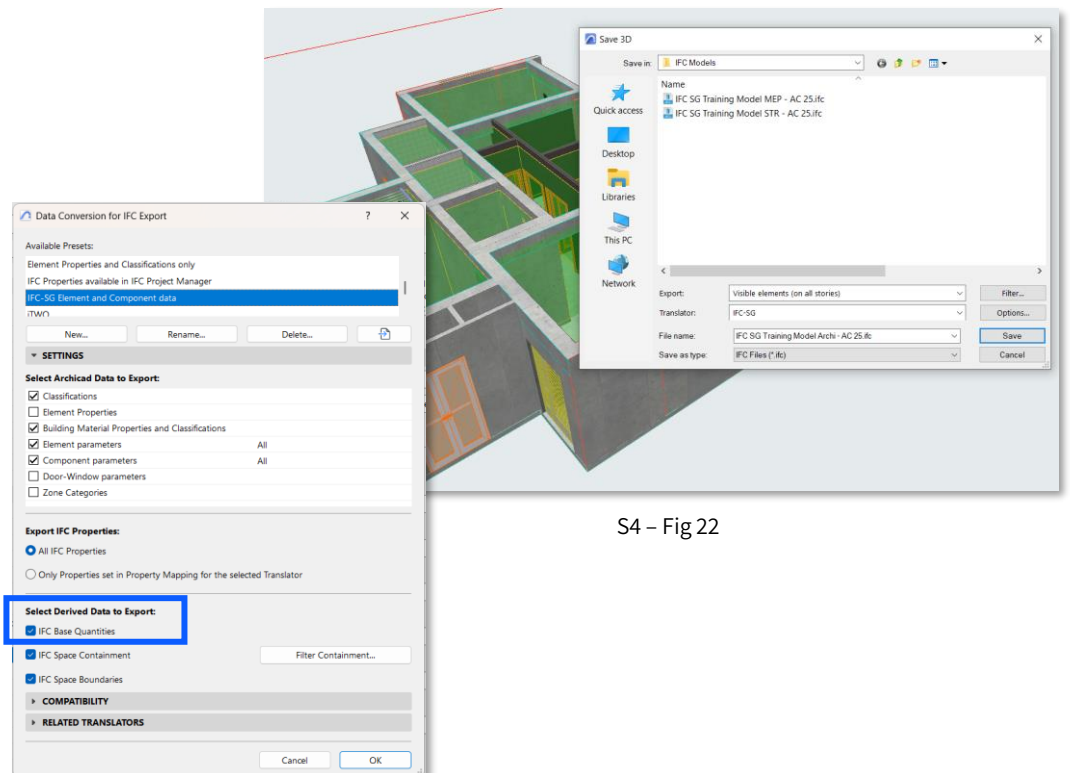 Save 3D
Save in: IFC Models
Name
IFC SG Training Model MEP - AC 25.ifc
IFC SG Training Model STR - AC 25.ifc
Quick access
Desktop
Libraries
This PC
Network
Export: Visible elements (on all stories) Filter...
Translator: IFC-SG Options...
File name: IFC SG Training Model Archi - AC 25.ifc Save
Save as type: IFC Files (*.ifc) Cancel
Data Conversion for IFC Export ?
Available Presets:
Element Properties and Classifications only
IFC Properties available in IFC Project Manager
IFC-SG Element and Component data
iTWO
New... Rename... Delete...
SETTINGS
Select Archicad Data to Export:
Classifications
Element Properties
Building Material Properties and Classifications
Element parameters All
Component parameters All
Door-Window parameters
Zone Categories
Export IFC Properties:
All IFC Properties
Only Properties set in Property Mapping for the selected Translator
Select Derived Data to Export:
IFC Base Quantities
IFC Space Containment Filter Containment...
IFC Space Boundaries
COMPATIBILITY
RELATED TRANSLATORS
Cancel OK
S4 – Fig 22